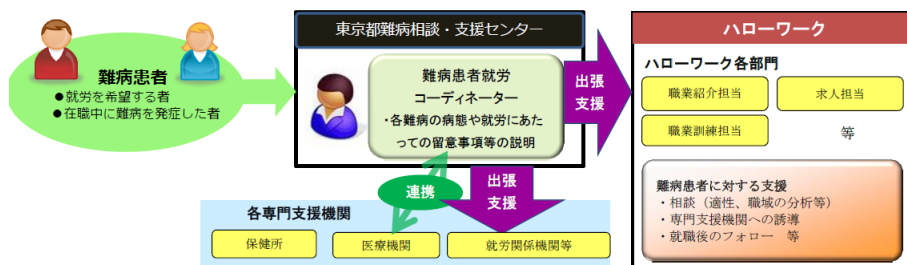 難病患者
●就労を希望する者
●在職中に難病を発症した者
東京都難病相談・支援センター
難病患者就労
コーディネーター
・各難病の病態や就労にあた
っての留意事項等の説明
出張
支援
連携
出張
支援
各専門支援機関
保健所
医療機関
就労関係機関等
ハローワーク
ハローワーク各部門
職業紹介担当
求人担当
職業訓練担当
等
難病患者に対する支援
・相談（適性、職域の分析等）
・専門支援機関への誘導
・就職後のフォロー　等